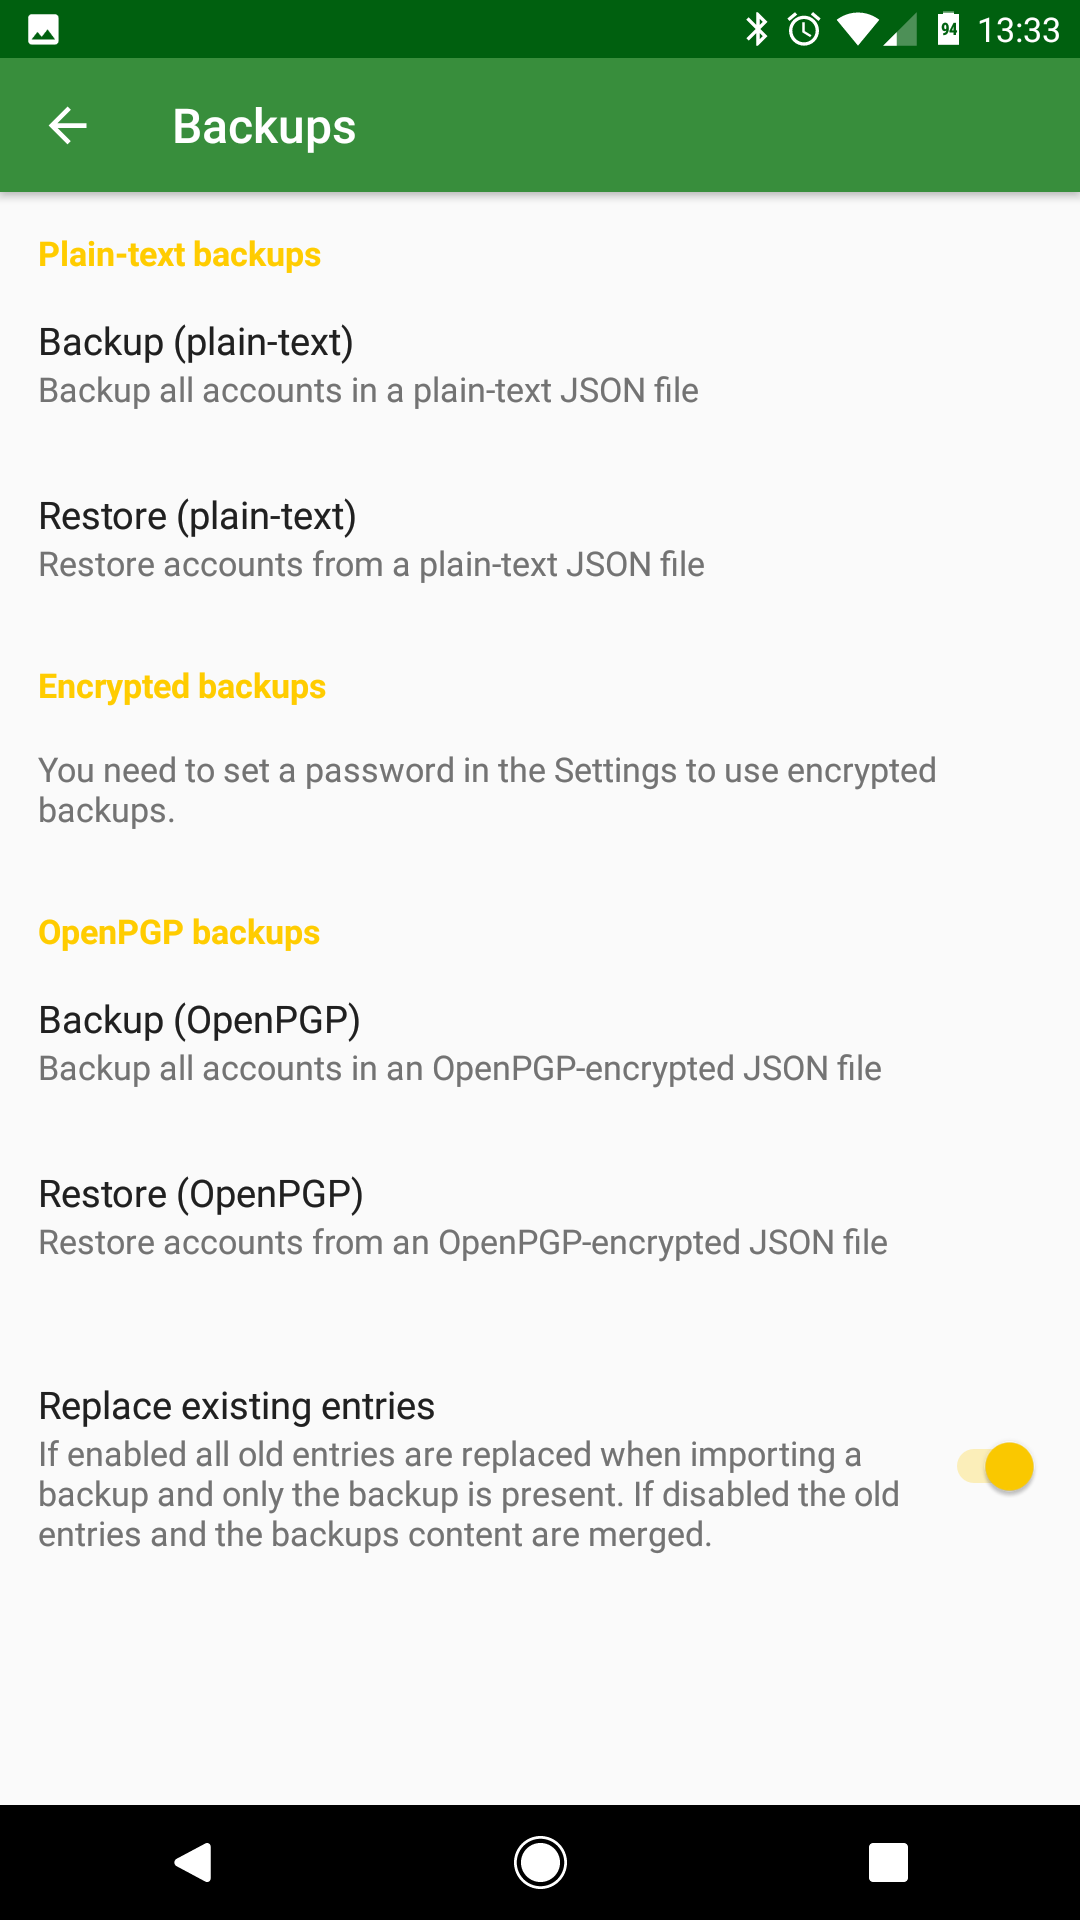 94 13:33
Backups
Plain-text backups
Backup (plain-text)
Backup all accounts in a plain-text JSON file
Restore (plain-text)
Restore accounts from a plain-text JSON file
Encrypted backups
You need to set a password in the Settings to use encrypted
backups.
OpenPGP backups
Backup (OpenPGP)
Backup all accounts in an OpenPGP-encrypted JSON file
Restore (OpenPGP)
Restore accounts from an OpenPGP-encrypted JSON file
Replace existing entries
If enabled all old entries are replaced when importing a
backup and only the backup is present. If disabled the old
entries and the backups content are merged.